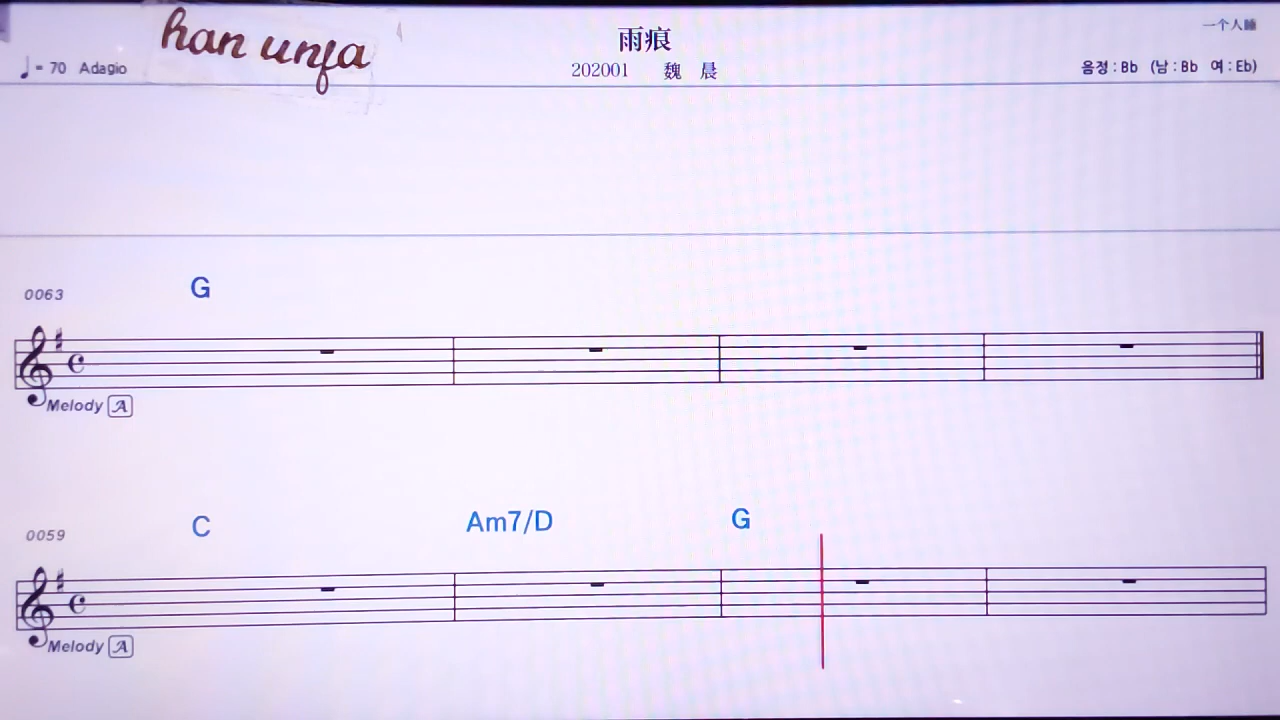 han unfa
雨痕
一个人睡
♩= 70 Adagio
202001 魏 晨
음정 : Bb (남 : Bb 여 : Eb)
0063
G
Melody A
0059
C Am7/D G
Melody A